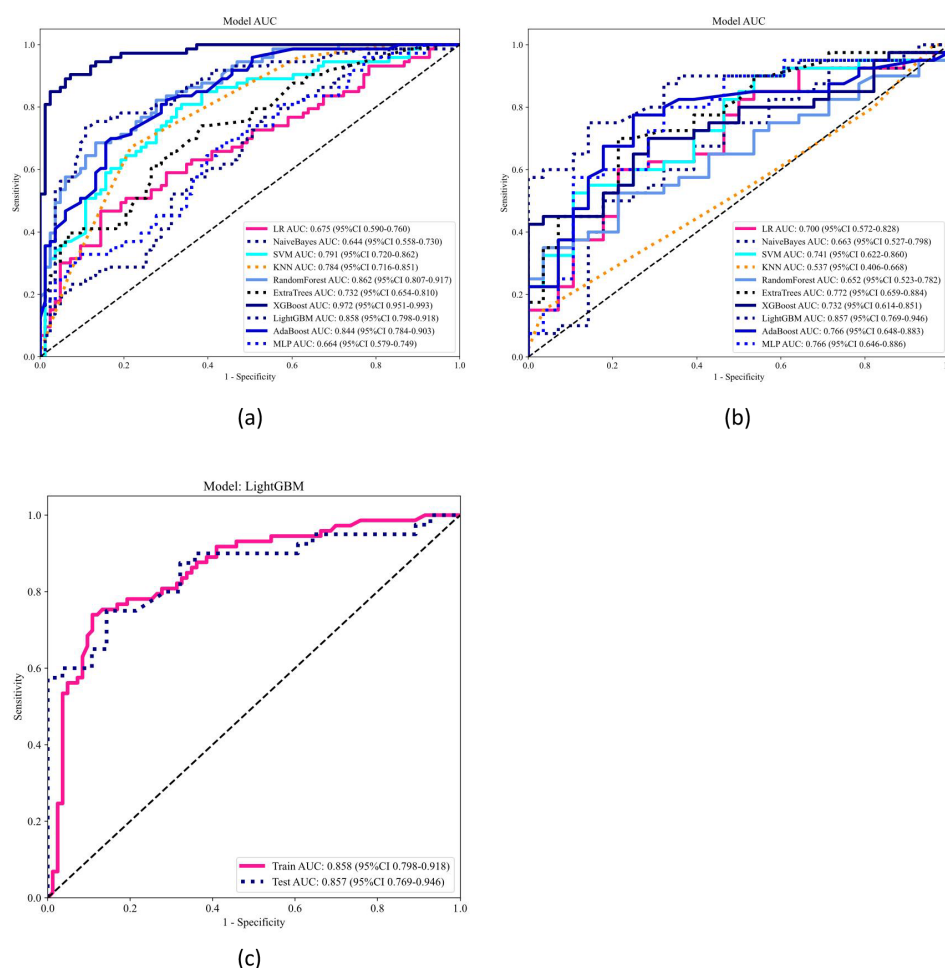 Model AUC
1.0
0.8
0.6
0.4
0.2
0.0
Sensitivity
LR AUC: 0.675 (95%CI 0.590-0.760)
NaiveBayes AUC: 0.644 (95%CI 0.558-0.730)
SVM AUC: 0.791 (95%CI 0.720-0.862)
KNN AUC: 0.784 (95%CI 0.716-0.851)
RandomForest AUC: 0.862 (95%CI 0.807-0.917)
ExtraTrees AUC: 0.732 (95%CI 0.654-0.810)
XGBoost AUC: 0.972 (95%CI 0.951-0.993)
LightGBM AUC: 0.858 (95%CI 0.798-0.918)
AdaBoost AUC: 0.844 (95%CI 0.784-0.903)
MLP AUC: 0.664 (95%CI 0.579-0.749)
0.0 0.2 0.4 0.6 0.8 1.0
1 - Specificity
(a)
Model AUC
1.0
0.8
0.6
0.4
0.2
0.0
Sensitivity
LR AUC: 0.700 (95%CI 0.572-0.828)
NaiveBayes AUC: 0.663 (95%CI 0.527-0.798)
SVM AUC: 0.741 (95%CI 0.622-0.860)
KNN AUC: 0.537 (95%CI 0.406-0.668)
RandomForest AUC: 0.652 (95%CI 0.523-0.782)
ExtraTrees AUC: 0.772 (95%CI 0.659-0.884)
XGBoost AUC: 0.732 (95%CI 0.614-0.851)
LightGBM AUC: 0.857 (95%CI 0.769-0.946)
AdaBoost AUC: 0.766 (95%CI 0.648-0.883)
MLP AUC: 0.766 (95%CI 0.646-0.886)
0.0 0.2 0.4 0.6 0.8
1 - Specificity
(b)
Model: LightGBM
1.0
0.8
0.6
0.4
0.2
0.0
Sensitivity
Train AUC: 0.858 (95%CI 0.798-0.918)
Test AUC: 0.857 (95%CI 0.769-0.946)
0.0 0.2 0.4 0.6 0.8 1.0
1 - Specificity
(c)